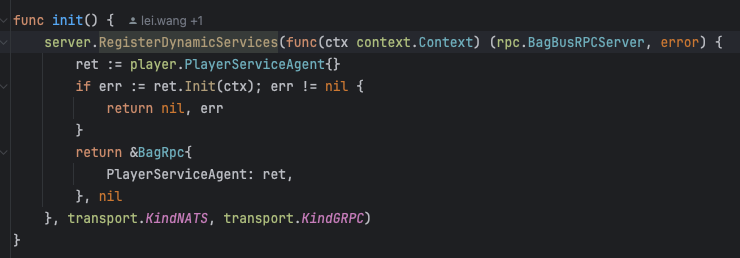 func init() { lei.wang +1
    server.RegisterDynamicServices(func(ctx context.Context) (rpc.BagBusRPCServer, error) {
        ret := player.PlayerServiceAgent{}
        if err := ret.Init(ctx); err != nil {
            return nil, err
        }
        return &BagRpc{
            PlayerServiceAgent: ret,
        }, nil
    }, transport.KindNATS, transport.KindGRPC)
}